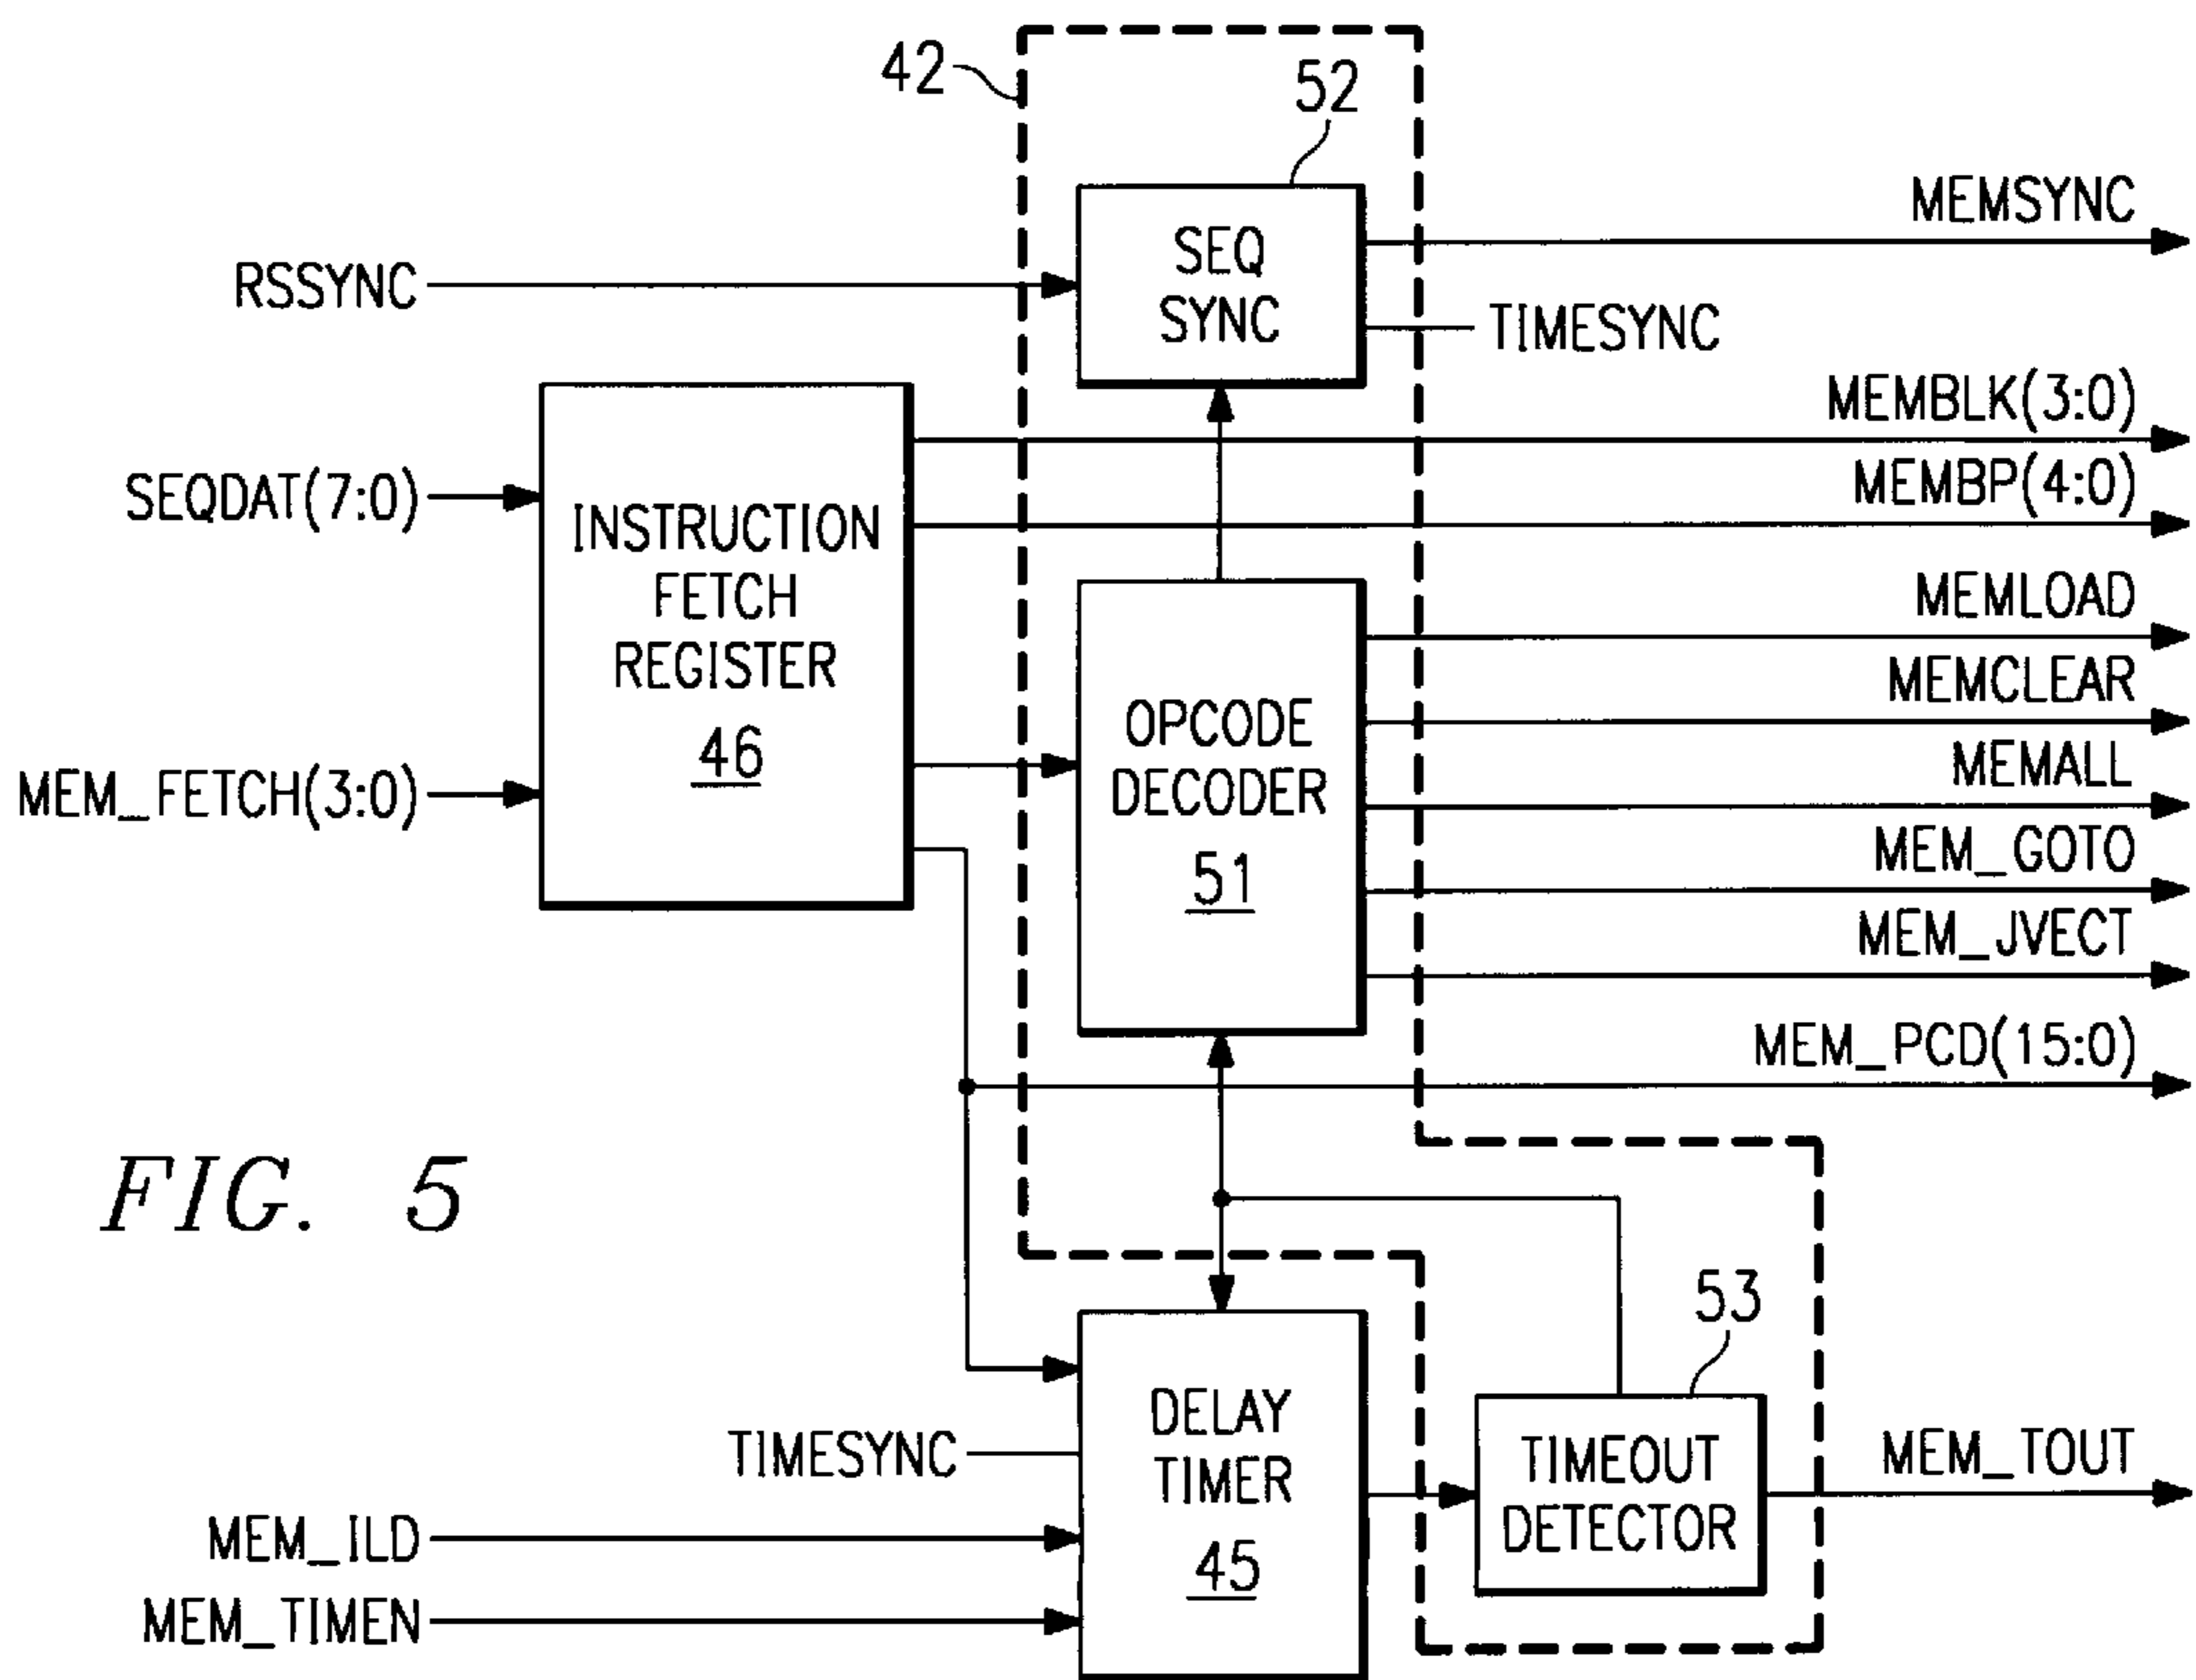 42
52
MEMSYNC
SEQ
SYNC
RSSYNC
TIMESYNC
MEMBLK(3:0)
MEMBP(4:0)
SEQDAT(7:0)
INSTRUCTION
FETCH
REGISTER
46
MEM_FETCH(3:0)
MEMLOAD
MEMCLEAR
OPCODE
DECODER
51
MEMALL
MEM_GOTO
MEM_JVECT
MEM_PCD(15:0)
FIG. 5
53
DELAY
TIMER
45
TIMESYNC
TIMEOUT
DETECTOR
MEM_TOUT
MEM_ILD
MEM_TIMEN